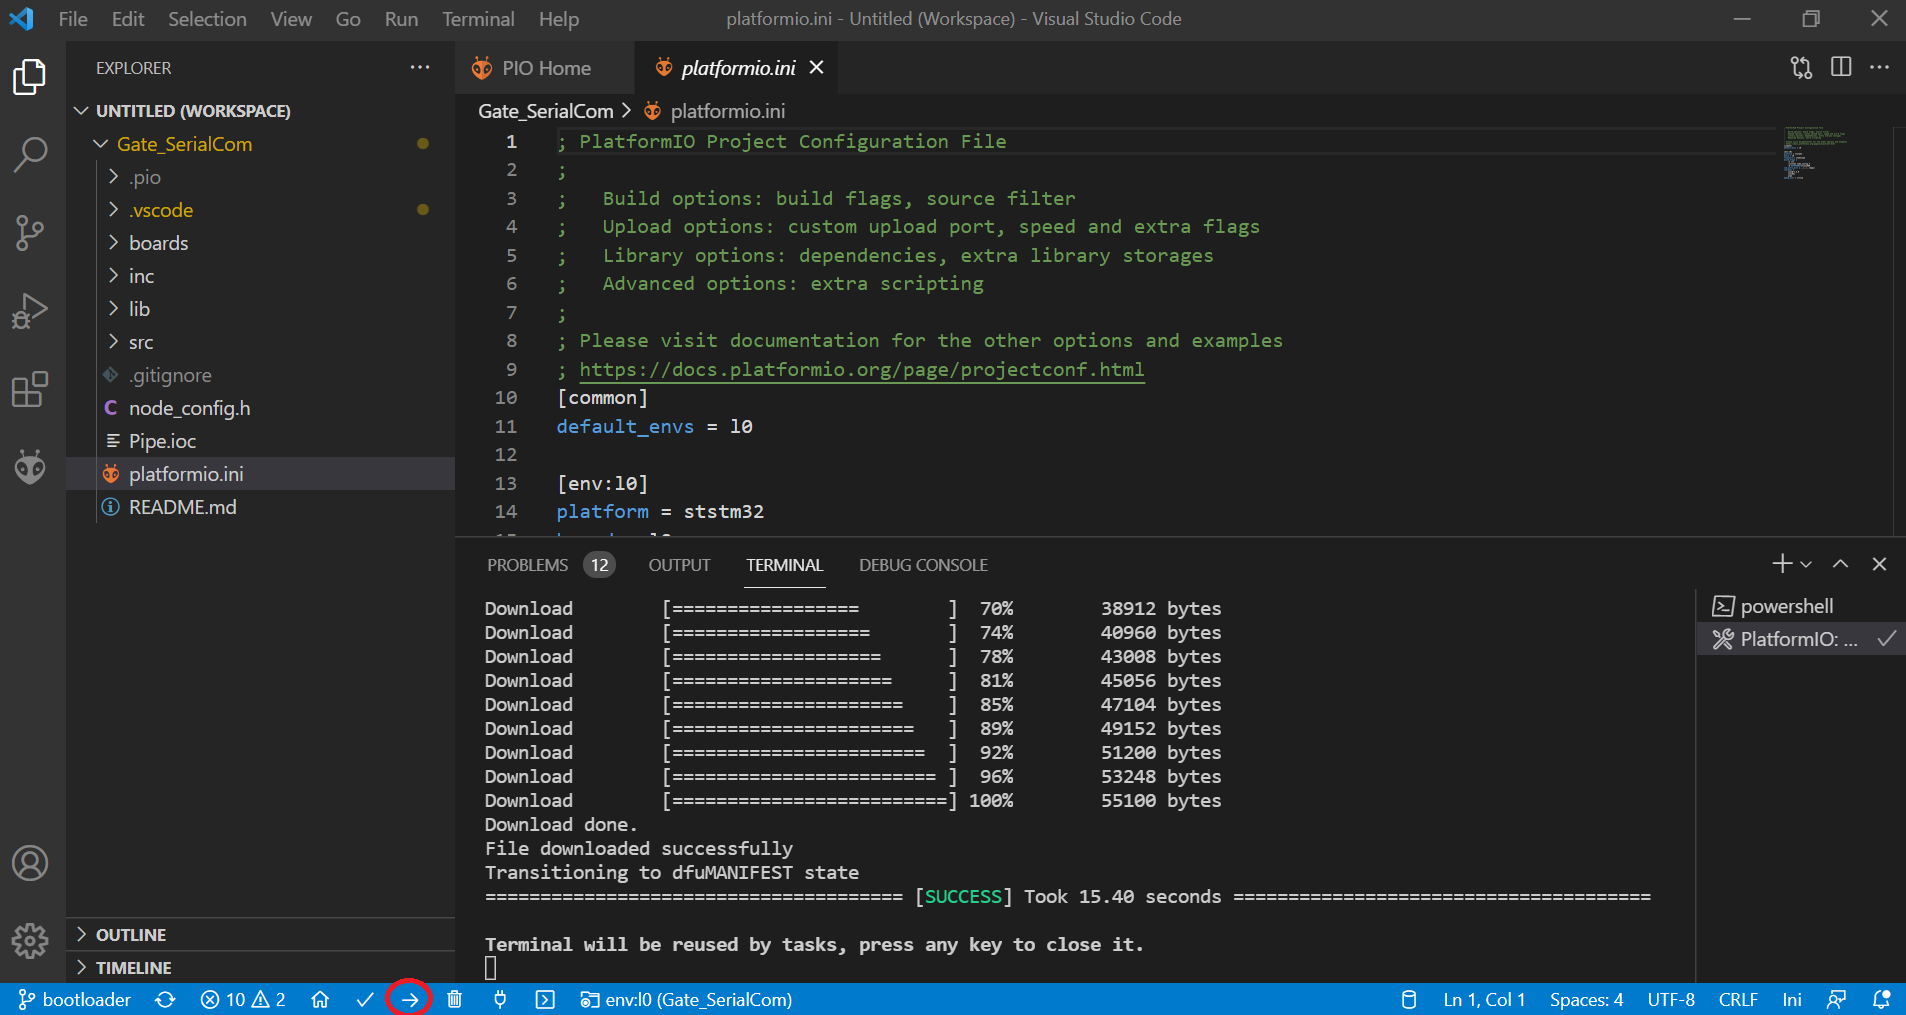 File Edit Selection View Go Run Terminal Help
platformio.ini - Untitled (Workspace) - Visual Studio Code
EXPLORER
UNTITLED (WORKSPACE)
Gate_SerialCom
.pio
.vscode
boards
inc
lib
src
.gitignore
C node_config.h
Pipe.ioc
platformio.ini
README.md
OUTLINE
TIMELINE
PIO Home
platformio.ini
Gate_SerialCom > platformio.ini
1 ; PlatformIO Project Configuration File
2 ;
3 ;   Build options: build flags, source filter
4 ;   Upload options: custom upload port, speed and extra flags
5 ;   Library options: dependencies, extra library storages
6 ;   Advanced options: extra scripting
7 ;
8 ; Please visit documentation for the other options and examples
9 ; https://docs.platformio.org/page/projectconf.html
10 [common]
11 default_envs = l0
12
13 [env:l0]
14 platform = ststm32
PROBLEMS 12 OUTPUT TERMINAL DEBUG CONSOLE
Download [=================        ] 70% 38912 bytes
Download [==================       ] 74% 40960 bytes
Download [===================      ] 78% 43008 bytes
Download [====================     ] 81% 45056 bytes
Download [=====================    ] 85% 47104 bytes
Download [======================   ] 89% 49152 bytes
Download [=======================  ] 92% 51200 bytes
Download [======================== ] 96% 53248 bytes
Download [=========================] 100% 55100 bytes
Download done.
File downloaded successfully
Transitioning to dfuMANIFEST state
====================================== [SUCCESS] Took 15.40 seconds ======================================
Terminal will be reused by tasks, press any key to close it.
powershell
PlatformIO: ...
bootloader 10 2 env:l0 (Gate_SerialCom) Ln 1, Col 1 Spaces: 4 UTF-8 CRLF Ini